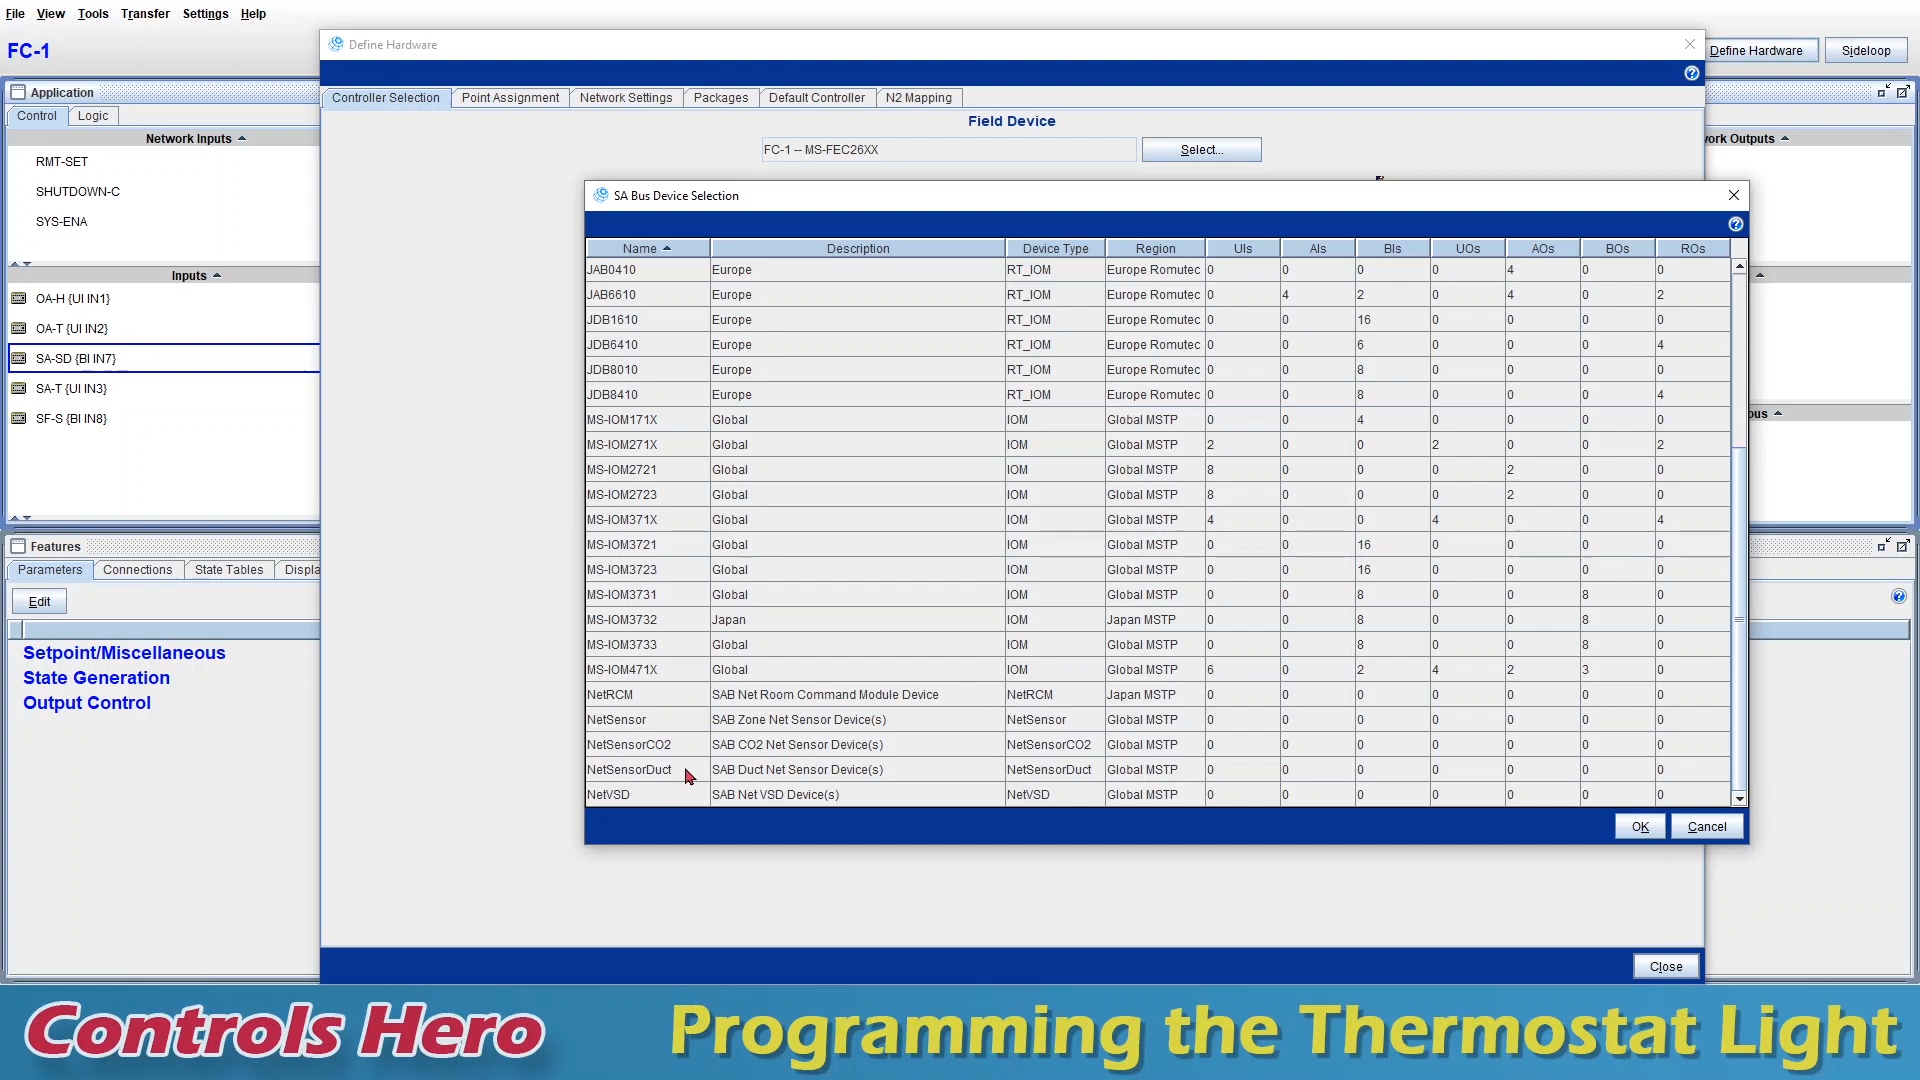 File View Tools Transfer Settings Help
FC-1
Define Hardware
Define Hardware Sideloop
Application
Control Logic
Controller Selection Point Assignment Network Settings Packages Default Controller N2 Mapping
Field Device
FC-1 -- MS-FEC26XX Select...
Network Inputs
RMT-SET
SHUTDOWN-C
SYS-ENA
Inputs
OA-H {UI IN1}
OA-T {UI IN2}
SA-SD {BI IN7}
SA-T {UI IN3}
SF-S {BI IN8}
work Outputs
ous
SA Bus Device Selection
Name Description Device Type Region UIs AIs BIs UOs AOs BOs ROs
JAB0410 Europe RT_IOM Europe Romutec 0 0 0 0 4 0 0
JAB6610 Europe RT_IOM Europe Romutec 0 4 2 0 4 0 2
JDB1610 Europe RT_IOM Europe Romutec 0 0 16 0 0 0 0
JDB6410 Europe RT_IOM Europe Romutec 0 0 6 0 0 0 4
JDB8010 Europe RT_IOM Europe Romutec 0 0 8 0 0 0 0
JDB8410 Europe RT_IOM Europe Romutec 0 0 8 0 0 0 4
MS-IOM171X Global IOM Global MSTP 0 0 4 0 0 0 0
MS-IOM271X Global IOM Global MSTP 2 0 0 2 0 0 2
MS-IOM2721 Global IOM Global MSTP 8 0 0 0 2 0 0
MS-IOM2723 Global IOM Global MSTP 8 0 0 0 2 0 0
MS-IOM371X Global IOM Global MSTP 4 0 0 4 0 0 4
MS-IOM3721 Global IOM Global MSTP 0 0 16 0 0 0 0
MS-IOM3723 Global IOM Global MSTP 0 0 16 0 0 0 0
MS-IOM3731 Global IOM Global MSTP 0 0 8 0 0 8 0
MS-IOM3732 Japan IOM Japan MSTP 0 0 8 0 0 8 0
MS-IOM3733 Global IOM Global MSTP 0 0 8 0 0 8 0
MS-IOM471X Global IOM Global MSTP 6 0 2 4 2 3 0
NetRCM SAB Net Room Command Module Device NetRCM Japan MSTP 0 0 0 0 0 0 0
NetSensor SAB Zone Net Sensor Device(s) NetSensor Global MSTP 0 0 0 0 0 0 0
NetSensorCO2 SAB CO2 Net Sensor Device(s) NetSensorCO2 Global MSTP 0 0 0 0 0 0 0
NetSensorDuct SAB Duct Net Sensor Device(s) NetSensorDuct Global MSTP 0 0 0 0 0 0 0
NetVSD SAB Net VSD Device(s) NetVSD Global MSTP 0 0 0 0 0 0 0
OK Cancel
Features
Parameters Connections State Tables Displa
Edit
Setpoint/Miscellaneous
State Generation
Output Control
Close
Controls Hero Programming the Thermostat Light